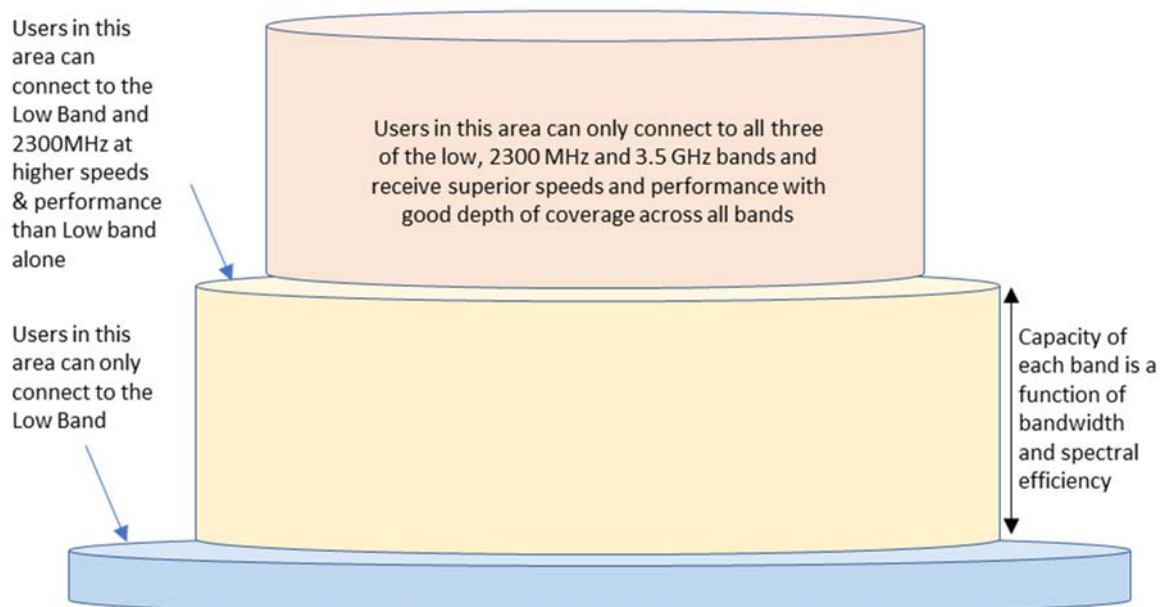 Users in this
area can
connect to the
Low Band and
2300MHz at
higher speeds
& performance
than Low band
alone
Users in this area can only connect to all three
of the low, 2300 MHz and 3.5 GHz bands and
receive superior speeds and performance with
good depth of coverage across all bands
Users in this
area can only
connect to the
Low Band
Capacity of
each band is a
function of
bandwidth
and spectral
efficiency